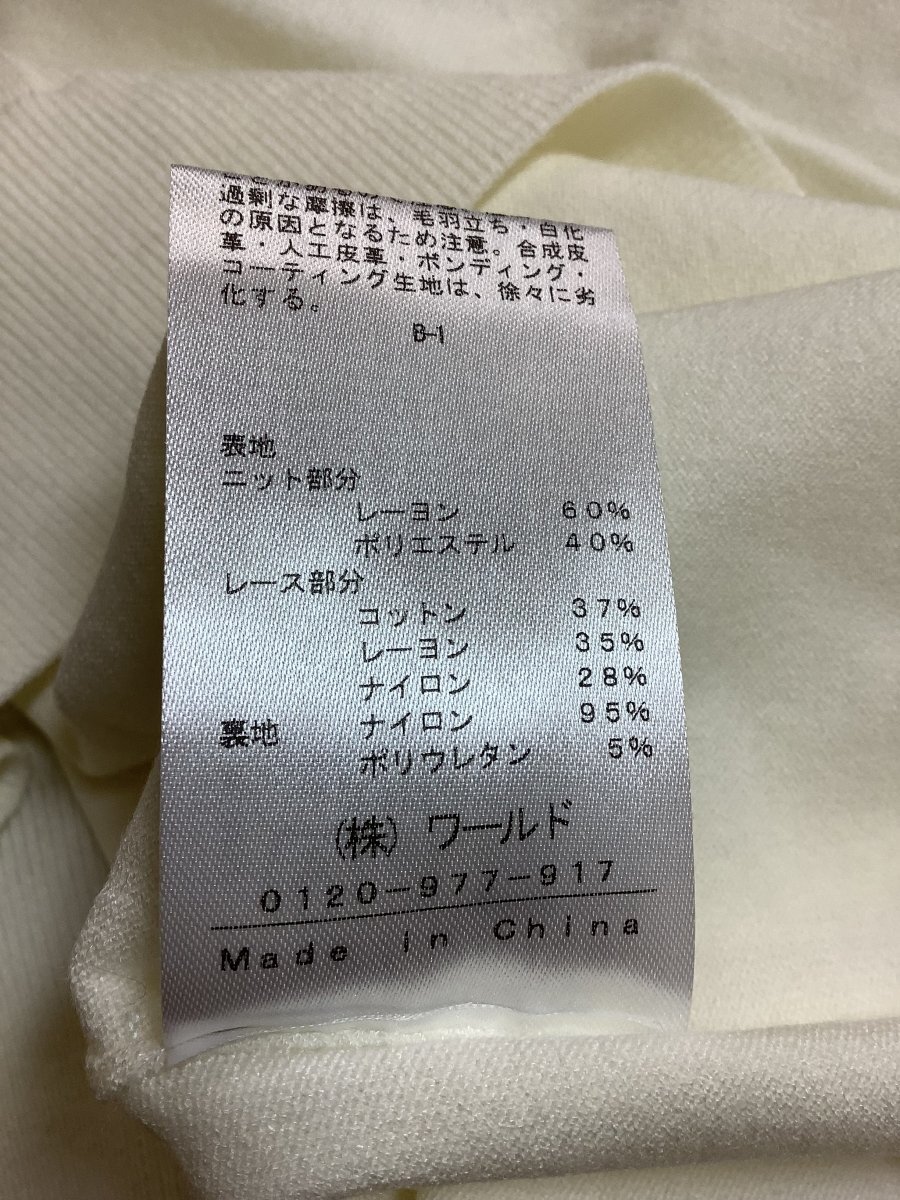 過剰な摩擦は、毛羽立ち・白化
の原因となるため注意。合成皮
革・人工皮革・ボンディング・
コーティング生地は、徐々に劣
化する。
B-1
表地
ニット部分
レーヨン 60%
ポリエステル 40%
レース部分
コットン 37%
レーヨン 35%
ナイロン 28%
裏地 ナイロン 95%
ポリウレタン 5%
(株) ワールド
0120-977-917
Made in China